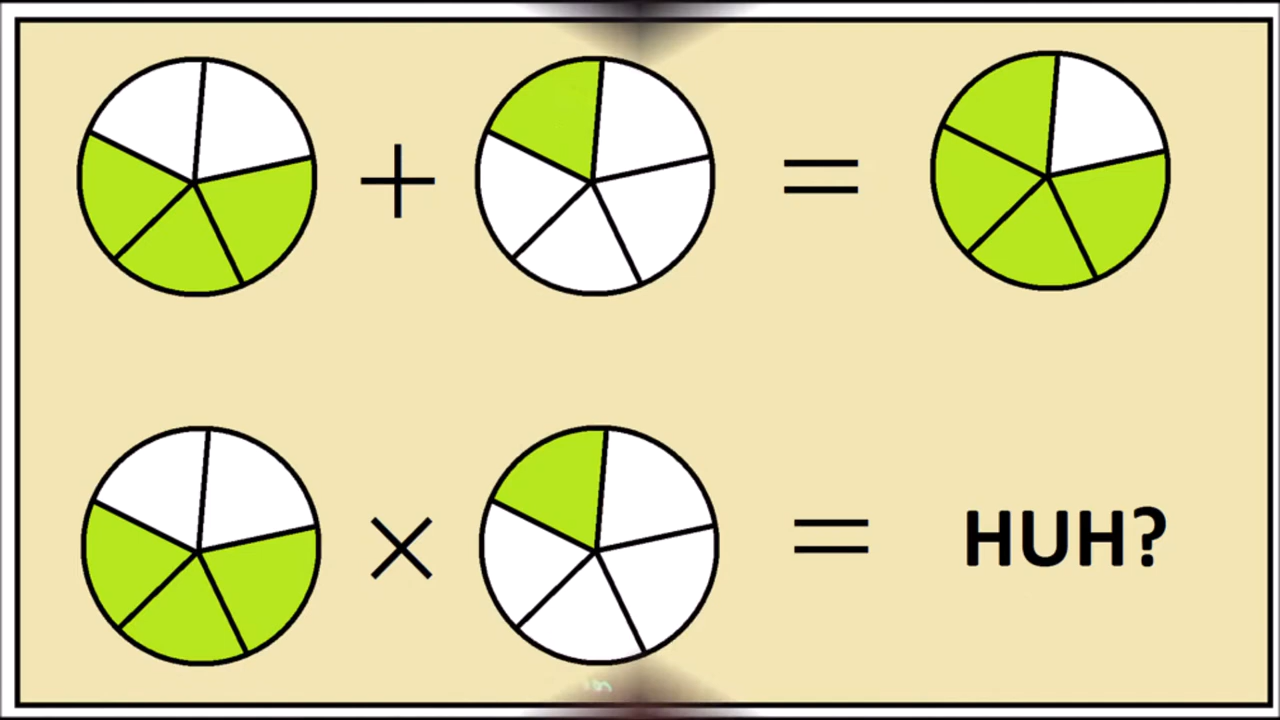 + =
× = HUH?